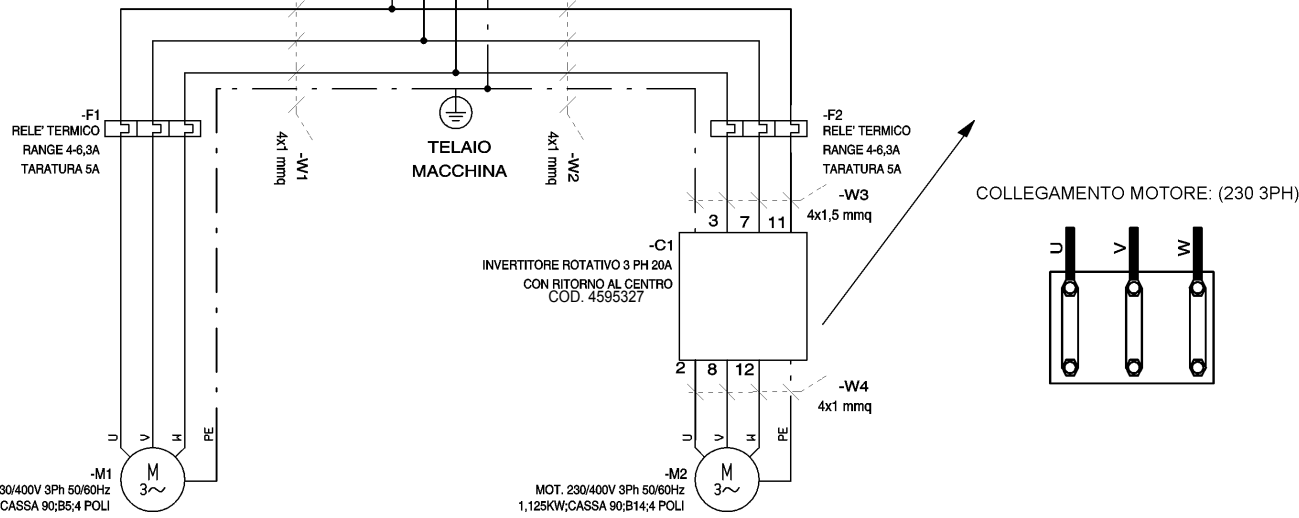 -F1
RELE' TERMICO
RANGE 4-6,3A
TARATURA 5A
4x1 mmq
-W1
TELAIO
MACCHINA
4x1 mmq
-W2
-F2
RELE' TERMICO
RANGE 4-6,3A
TARATURA 5A
-W3
4x1,5 mmq
COLLEGAMENTO MOTORE: (230 3PH)
U
V
W
3
7
11
-C1
INVERTITORE ROTATIVO 3 PH 20A
CON RITORNO AL CENTRO
COD. 4595327
2
8
12
-W4
4x1 mmq
U
V
W
PE
-M1
M
3~
30/400V 3Ph 50/60Hz
CASSA 90;B5;4 POLI
U
V
W
PE
-M2
M
3~
MOT. 230/400V 3Ph 50/60Hz
1,125KW;CASSA 90;B14;4 POLI